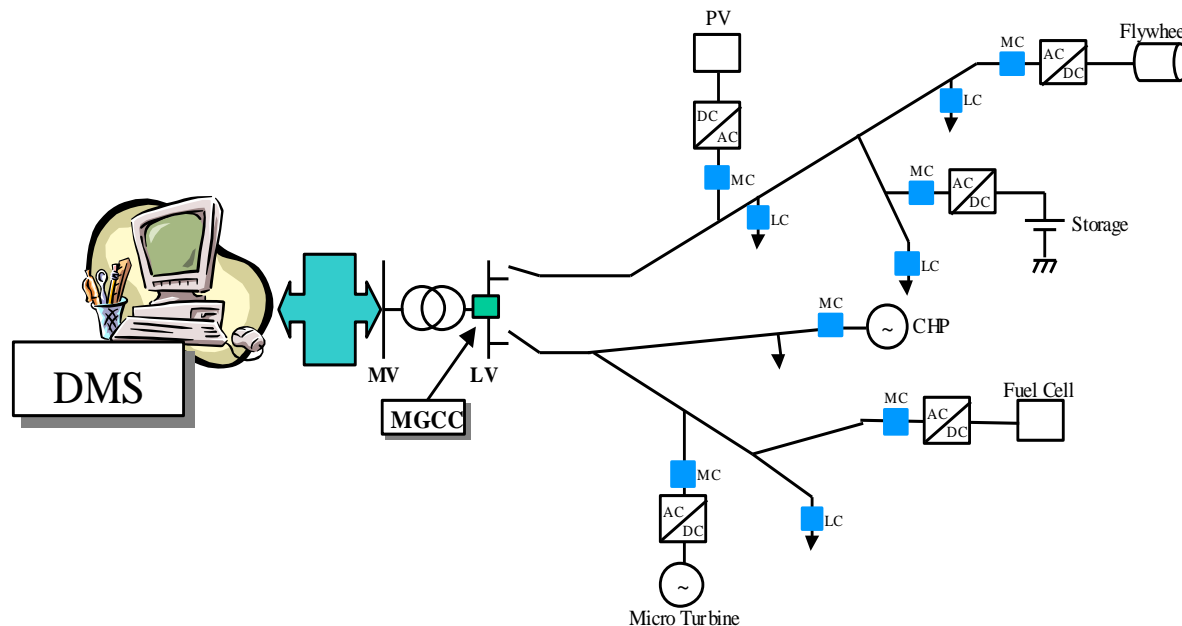 PV
Flywhee
MC
AC
DC
LC
DC
AC
MC
MC
AC
DC
LC
Storage
LC
MC
~
CHP
MV
LV
DMS
MGCC
Fuel Cell
MC
AC
DC
MC
AC
DC
LC
~
Micro Turbine